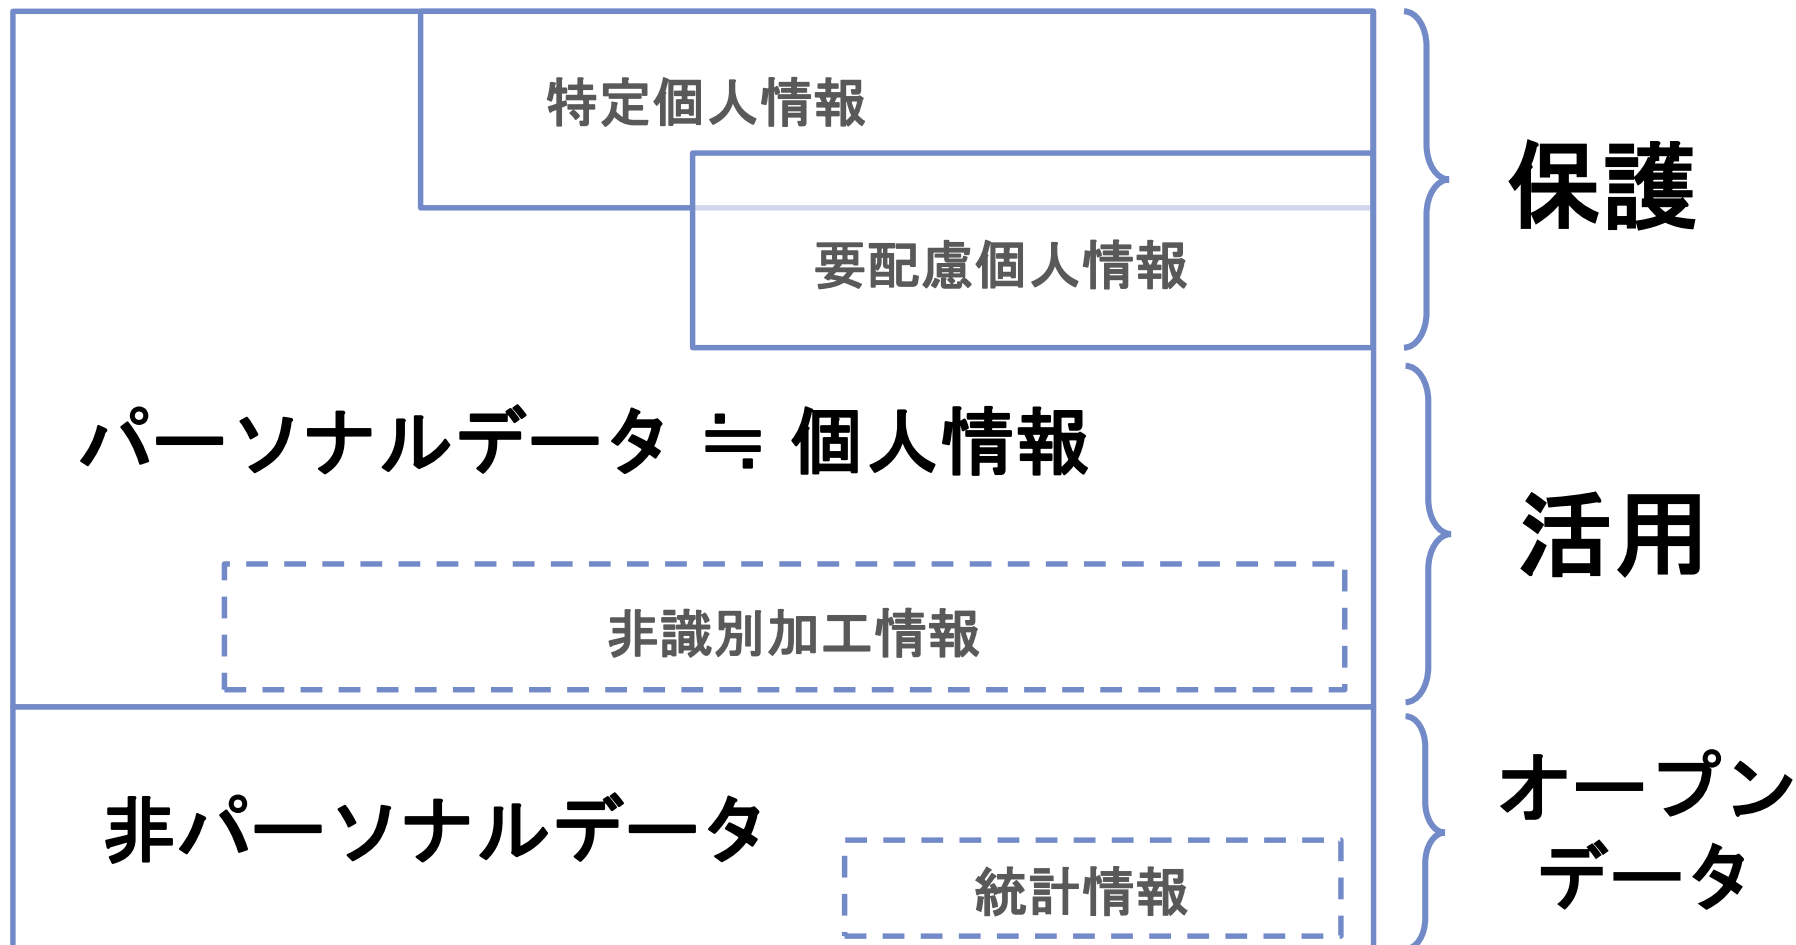 特定個人情報
保護
要配慮個人情報
パーソナルデータ ≒ 個人情報
活用
非識別加工情報
非パーソナルデータ
オープン
データ
統計情報